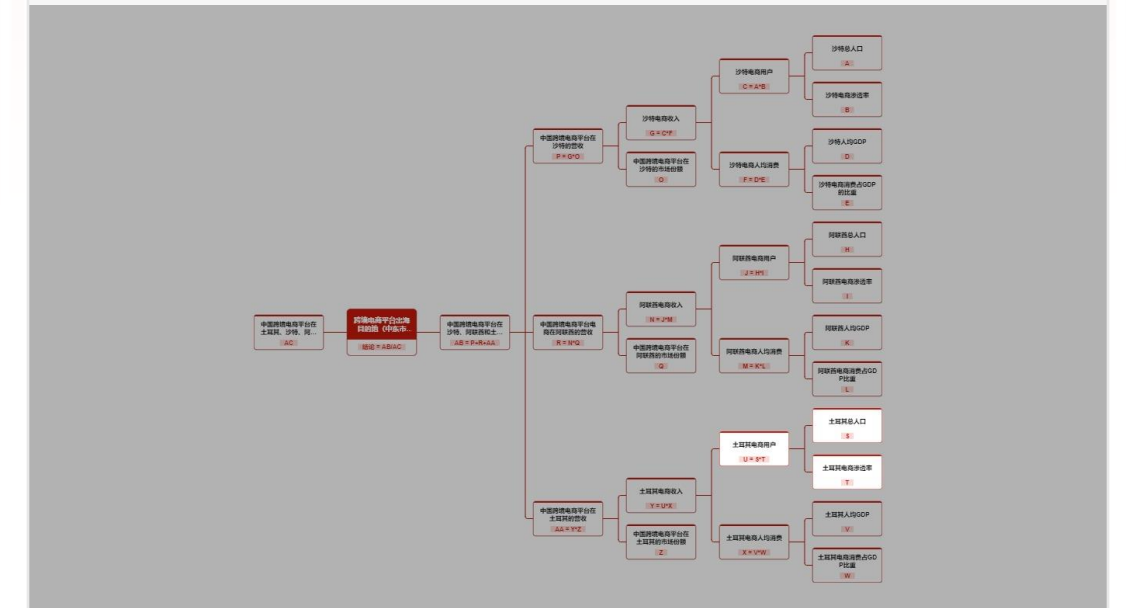 中国跨境电商平台在
土耳其、沙特、阿...
AC
跨境电商平台出海
目的地（中东市...
结论 = AB/AC
中国跨境电商平台在
沙特、阿联酋和土...
AB = P+R+AA
中国跨境电商平台在
沙特的营收
P = G*O
沙特电商收入
G = C*F
沙特电商用户
C = A*B
沙特总人口
A
沙特电商渗透率
B
沙特电商人均消费
F = D*E
沙特人均GDP
D
沙特电商消费占GDP
的比重
E
中国跨境电商平台在
沙特的市场份额
O
中国跨境电商平台电
商在阿联酋的营收
R = N*Q
阿联酋电商收入
N = J*M
阿联酋电商用户
J = H*I
阿联酋总人口
H
阿联酋电商渗透率
I
阿联酋电商人均消费
M = K*L
阿联酋人均GDP
K
阿联酋电商消费占GD
P比重
L
中国跨境电商平台在
阿联酋的市场份额
Q
中国跨境电商平台在
土耳其的营收
AA = Y*Z
土耳其电商收入
Y = U*X
土耳其电商用户
U = S*T
土耳其总人口
S
土耳其电商渗透率
T
土耳其电商人均消费
X = V*W
土耳其人均GDP
V
土耳其电商消费占GD
P比重
W
中国跨境电商平台在
土耳其的市场份额
Z